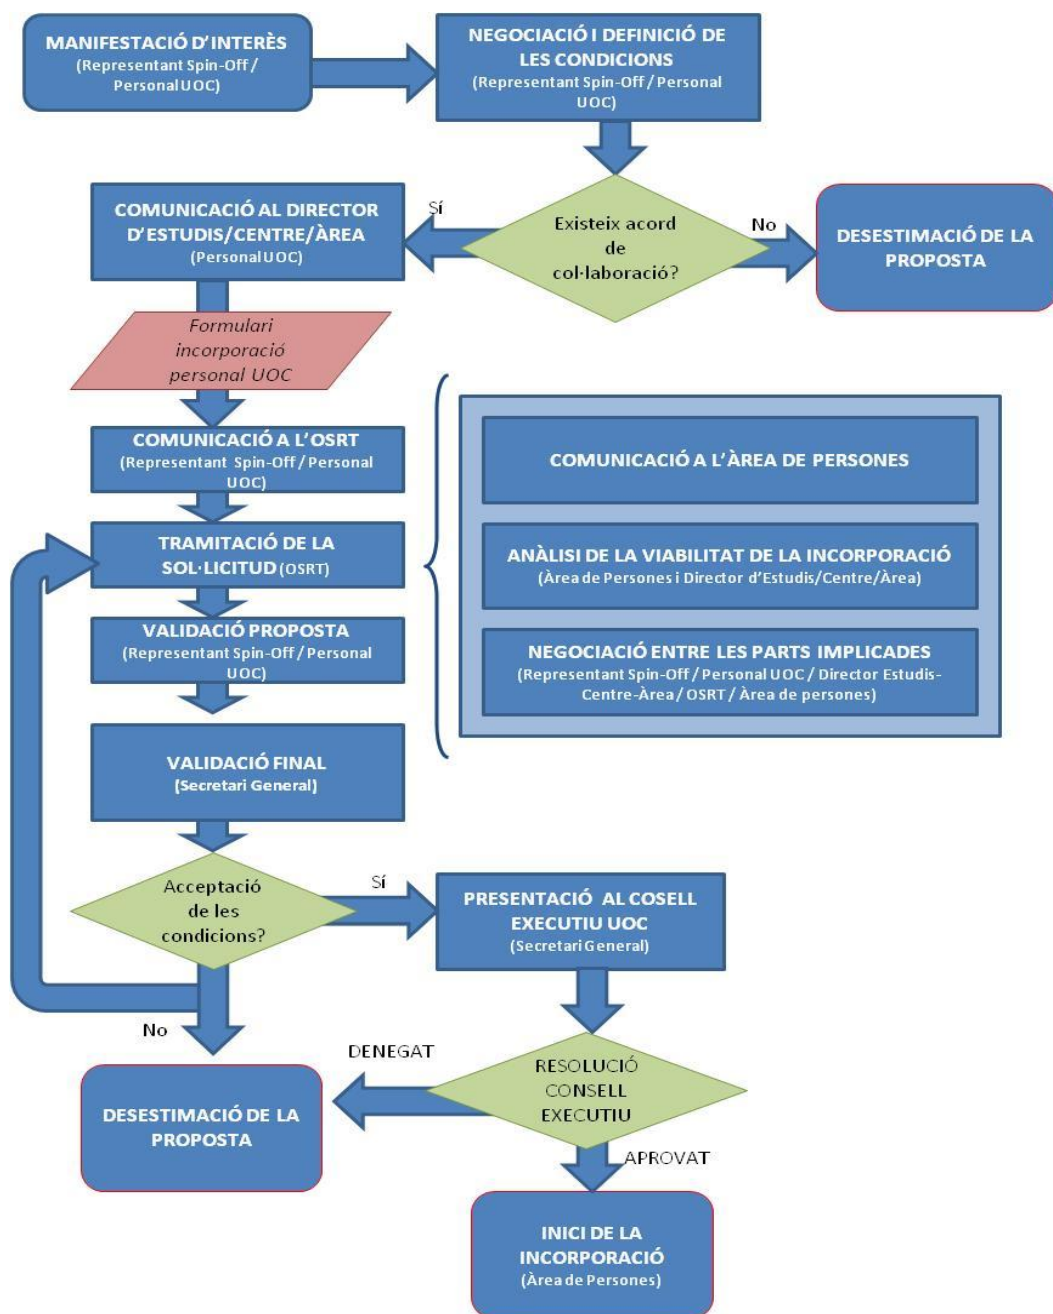 MANIFESTACIÓ D'INTERÈS
(Representant Spin-Off /
Personal UOC)
NEGOCIACIÓ I DEFINICIÓ DE
LES CONDICIONS
(Representant Spin-Off / Personal
UOC)
Existeix acord
de
col·laboració?
Sí
No
COMUNICACIÓ AL DIRECTOR
D'ESTUDIS/CENTRE/ÀREA
(Personal UOC)
DESESTIMACIÓ DE LA
PROPOSTA
Formulari
incorporació
personal UOC
COMUNICACIÓ A L'OSRT
(Representant Spin-Off / Personal
UOC)
TRAMITACIÓ DE LA
SOL·LICITUD (OSRT)
VALIDACIÓ PROPOSTA
(Representant Spin-Off / Personal
UOC)
VALIDACIÓ FINAL
(Secretari General)
COMUNICACIÓ A L'ÀREA DE PERSONES
ANÀLISI DE LA VIABILITAT DE LA INCORPORACIÓ
(Àrea de Persones i Director d'Estudis/Centre/Àrea)
NEGOCIACIÓ ENTRE LES PARTS IMPLICADES
(Representant Spin-Off / Personal UOC / Director Estudis-
Centre-Àrea / OSRT / Àrea de persones)
Acceptació
de les
condicions?
Sí
No
PRESENTACIÓ AL COSELL
EXECUTIU UOC
(Secretari General)
RESOLUCIÓ
CONSELL
EXECUTIU
DENEGAT
APROVAT
DESESTIMACIÓ DE LA
PROPOSTA
INICI DE LA
INCORPORACIÓ
(Àrea de Persones)